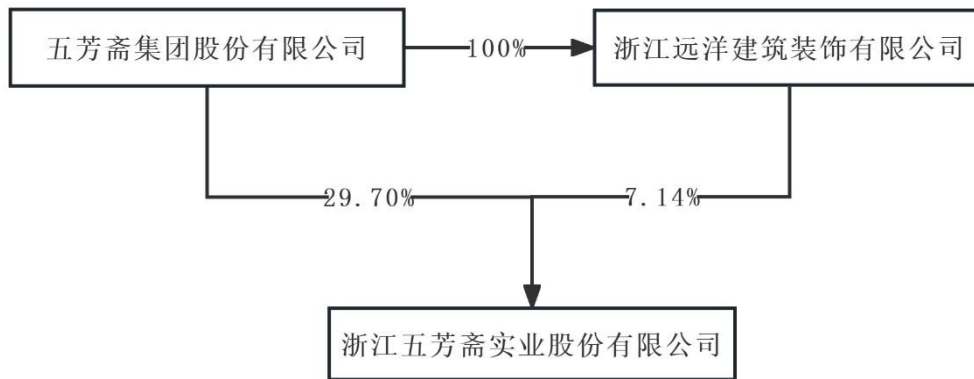 五芳斋集团股份有限公司
100%
浙江远洋建筑装饰有限公司
29.70%
7.14%
浙江五芳斋实业股份有限公司